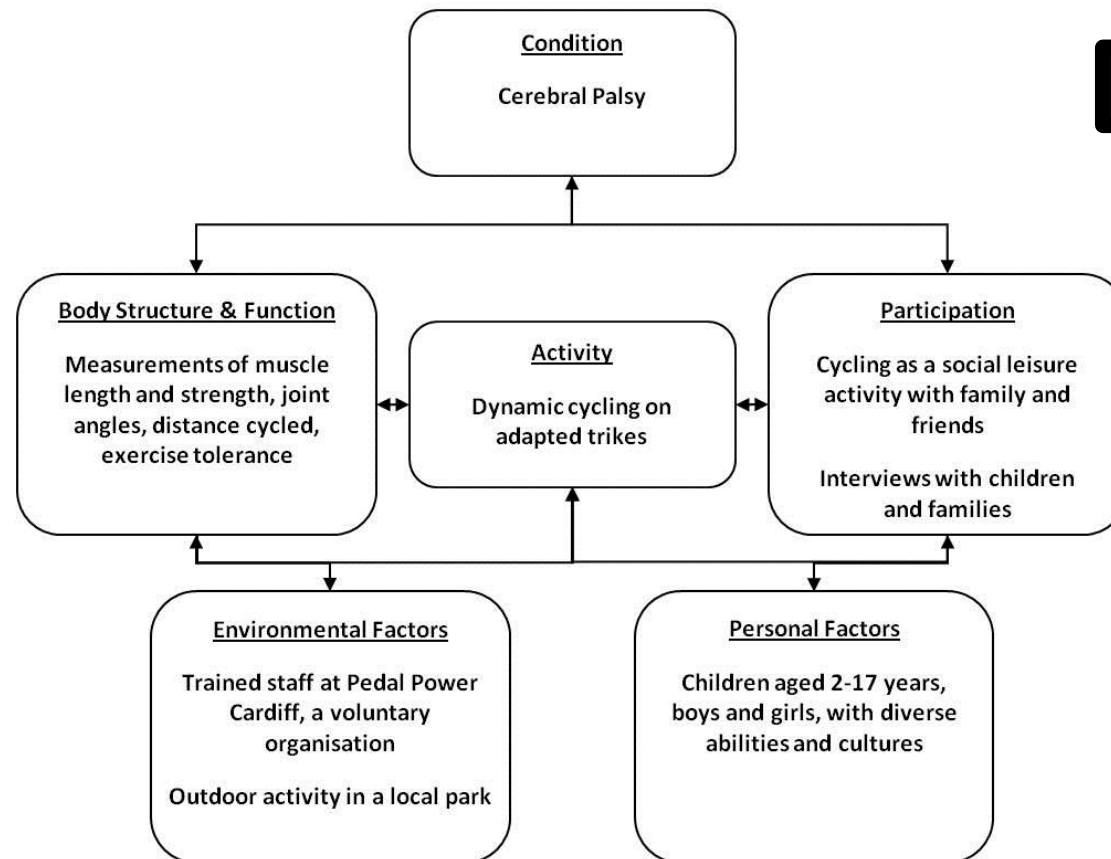 Condition
Cerebral Palsy
Body Structure & Function
Measurements of muscle
length and strength, joint
angles, distance cycled,
exercise tolerance
Activity
Dynamic cycling on
adapted trikes
Participation
Cycling as a social leisure
activity with family and
friends
Interviews with children
and families
Environmental Factors
Trained staff at Pedal Power
Cardiff, a voluntary
organisation
Outdoor activity in a local park
Personal Factors
Children aged 2-17 years,
boys and girls, with diverse
abilities and cultures